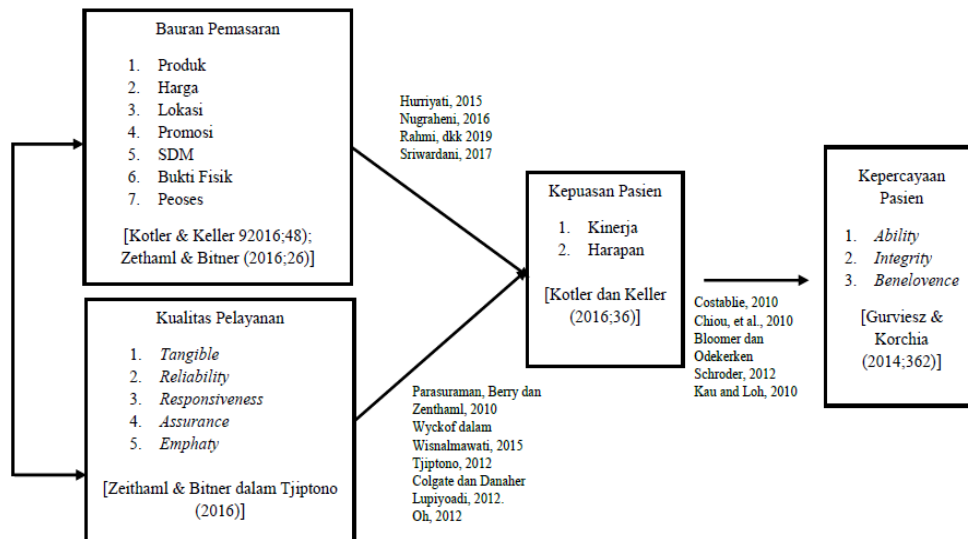 Bauran Pemasaran
1. Produk
2. Harga
3. Lokasi
4. Promosi
5. SDM
6. Bukti Fisik
7. Peoses
[Kotler & Keller 92016;48);
Zethaml & Bitner (2016;26)]
Hurriyati, 2015
Nugraheni, 2016
Rahmi, dkk 2019
Sriwardani, 2017
Kualitas Pelayanan
1. Tangible
2. Reliability
3. Responsiveness
4. Assurance
5. Emphaty
[Zeithaml & Bitner dalam Tjiptono
(2016)]
Parasuraman, Berry dan
Zenthaml, 2010
Wyckof dalam
Wisnalmawati, 2015
Tjiptono, 2012
Colgate dan Danaher
Lupiyoadi, 2012.
Oh, 2012
Kepuasan Pasien
1. Kinerja
2. Harapan
[Kotler dan Keller
(2016;36)]
Costablie, 2010
Chiou, et al., 2010
Bloomer dan
Odekerken
Schroder, 2012
Kau and Loh, 2010
Kepercayaan
Pasien
1. Ability
2. Integrity
3. Benelovence
[Gurviesz &
Korchia
(2014;362)]